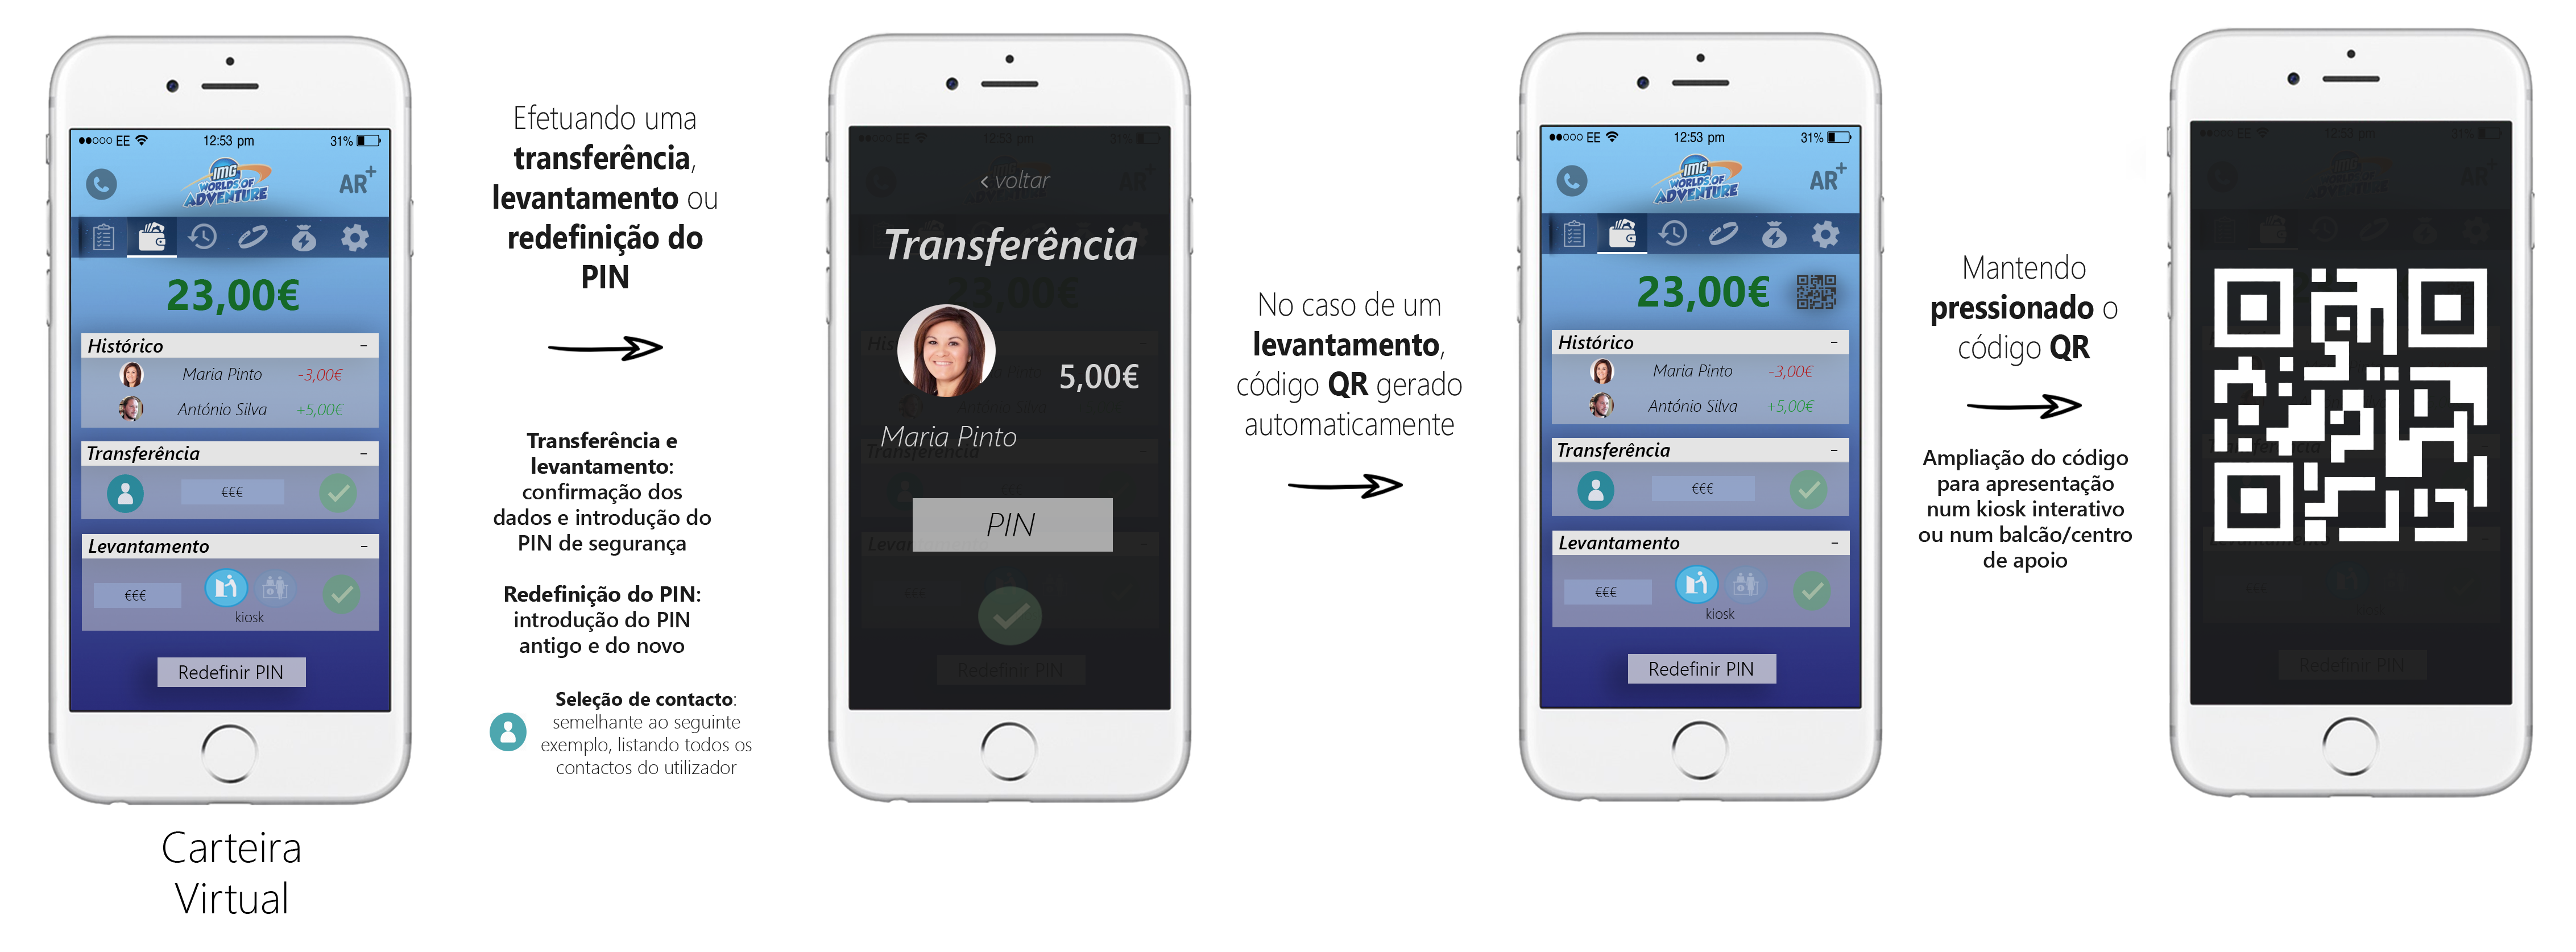 ●●○○○ EE 12:53 pm 31%
IMG
WORLDS OF
ADVENTURE
AR+
23,00€
Histórico –
Maria Pinto -3,00€
António Silva +5,00€
Transferência –
€€€
Levantamento –
€€€
kiosk
Redefinir PIN
Carteira
Virtual
Efetuando uma
transferência,
levantamento ou
redefinição do
PIN
Transferência e
levantamento:
confirmação dos
dados e introdução do
PIN de segurança
Redefinição do PIN:
introdução do PIN
antigo e do novo
Seleção de contacto:
semelhante ao seguinte
exemplo, listando todos os
contactos do utilizador
‹ voltar
Transferência
5,00€
Maria Pinto
PIN
Redefinir PIN
No caso de um
levantamento,
código QR gerado
automaticamente
●●○○○ EE 12:53 pm 31%
IMG
WORLDS OF
ADVENTURE
AR+
23,00€
Histórico –
Maria Pinto -3,00€
António Silva +5,00€
Transferência –
€€€
Levantamento –
€€€
kiosk
Redefinir PIN
Mantendo
pressionado o
código QR
Ampliação do código
para apresentação
num kiosk interativo
ou num balcão/centro
de apoio
Redefinir PIN